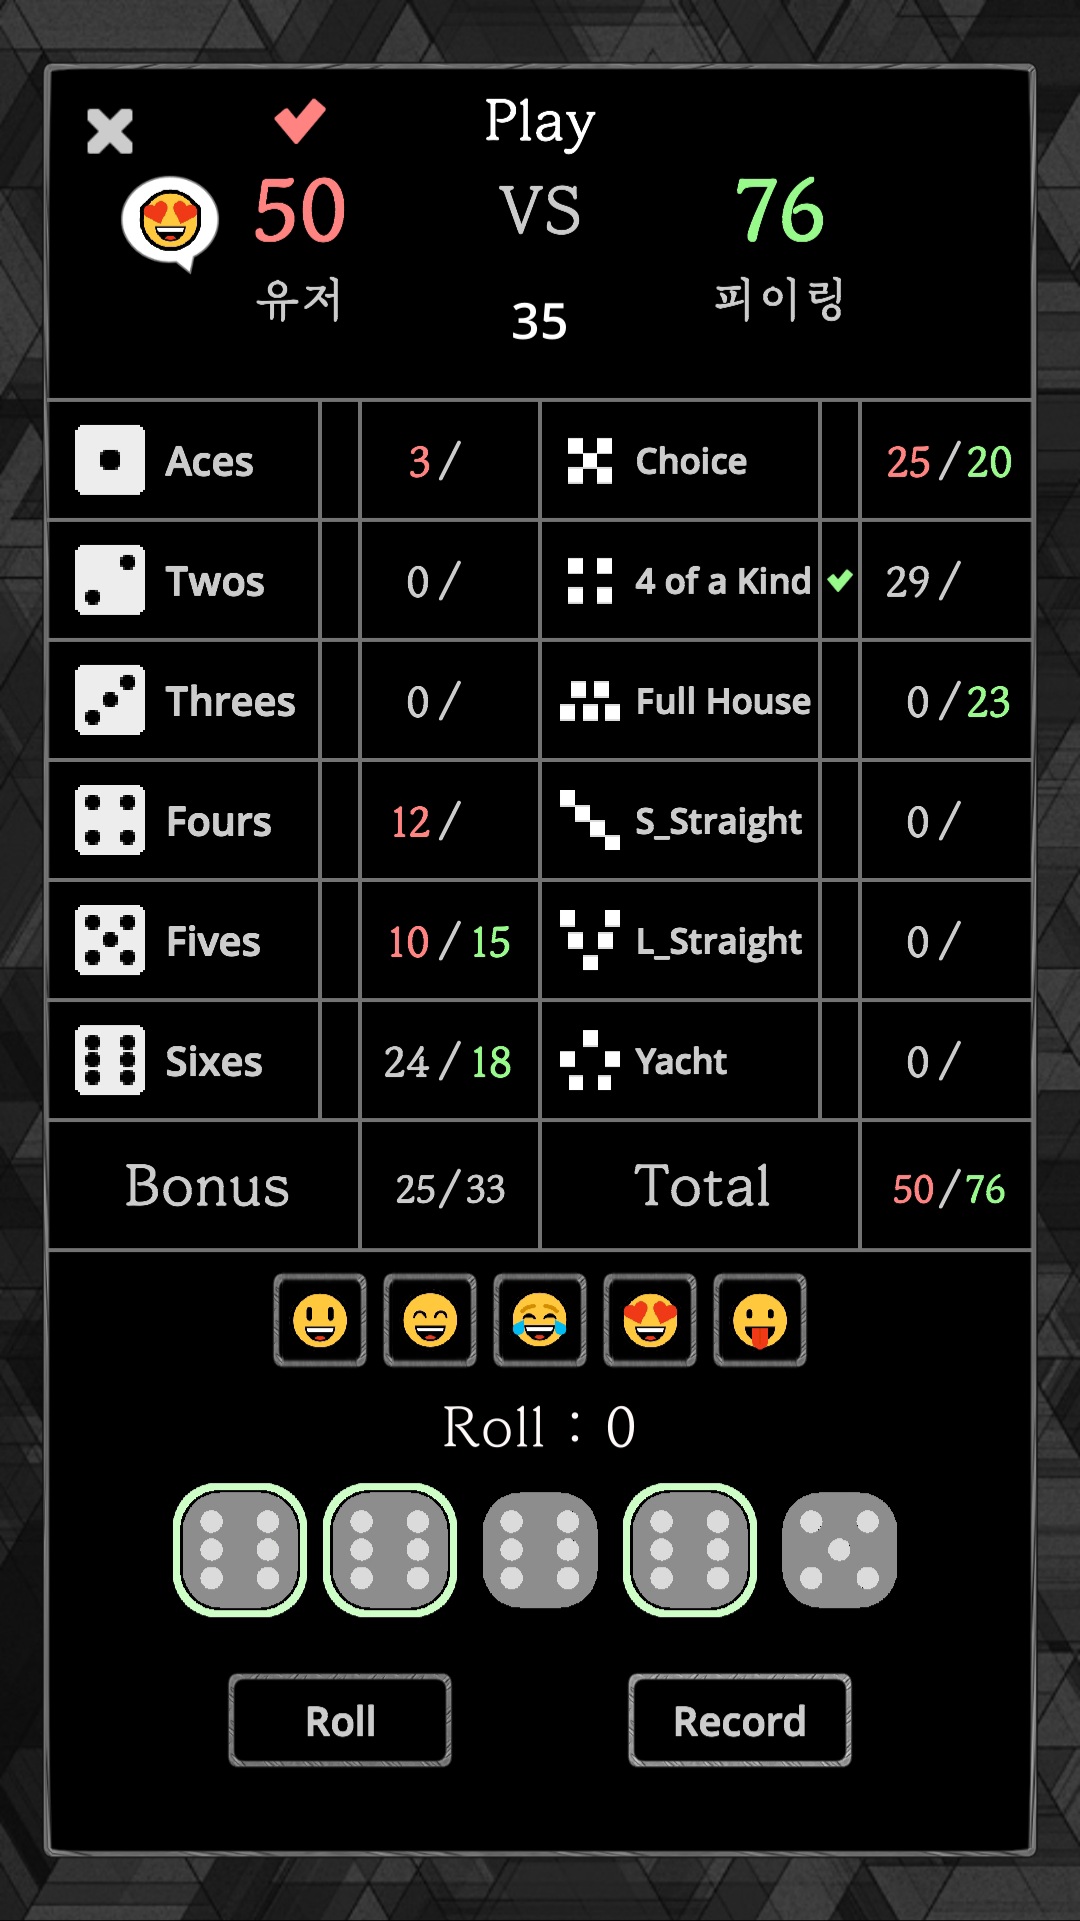 Play
50 VS 76
유저 35 피이링
Aces 3 / Choice 25 / 20
Twos 0 / 4 of a Kind 29 /
Threes 0 / Full House 0 / 23
Fours 12 / S_Straight 0 /
Fives 10 / 15 L_Straight 0 /
Sixes 24 / 18 Yacht 0 /
Bonus 25/33 Total 50/76
Roll : 0
Roll Record